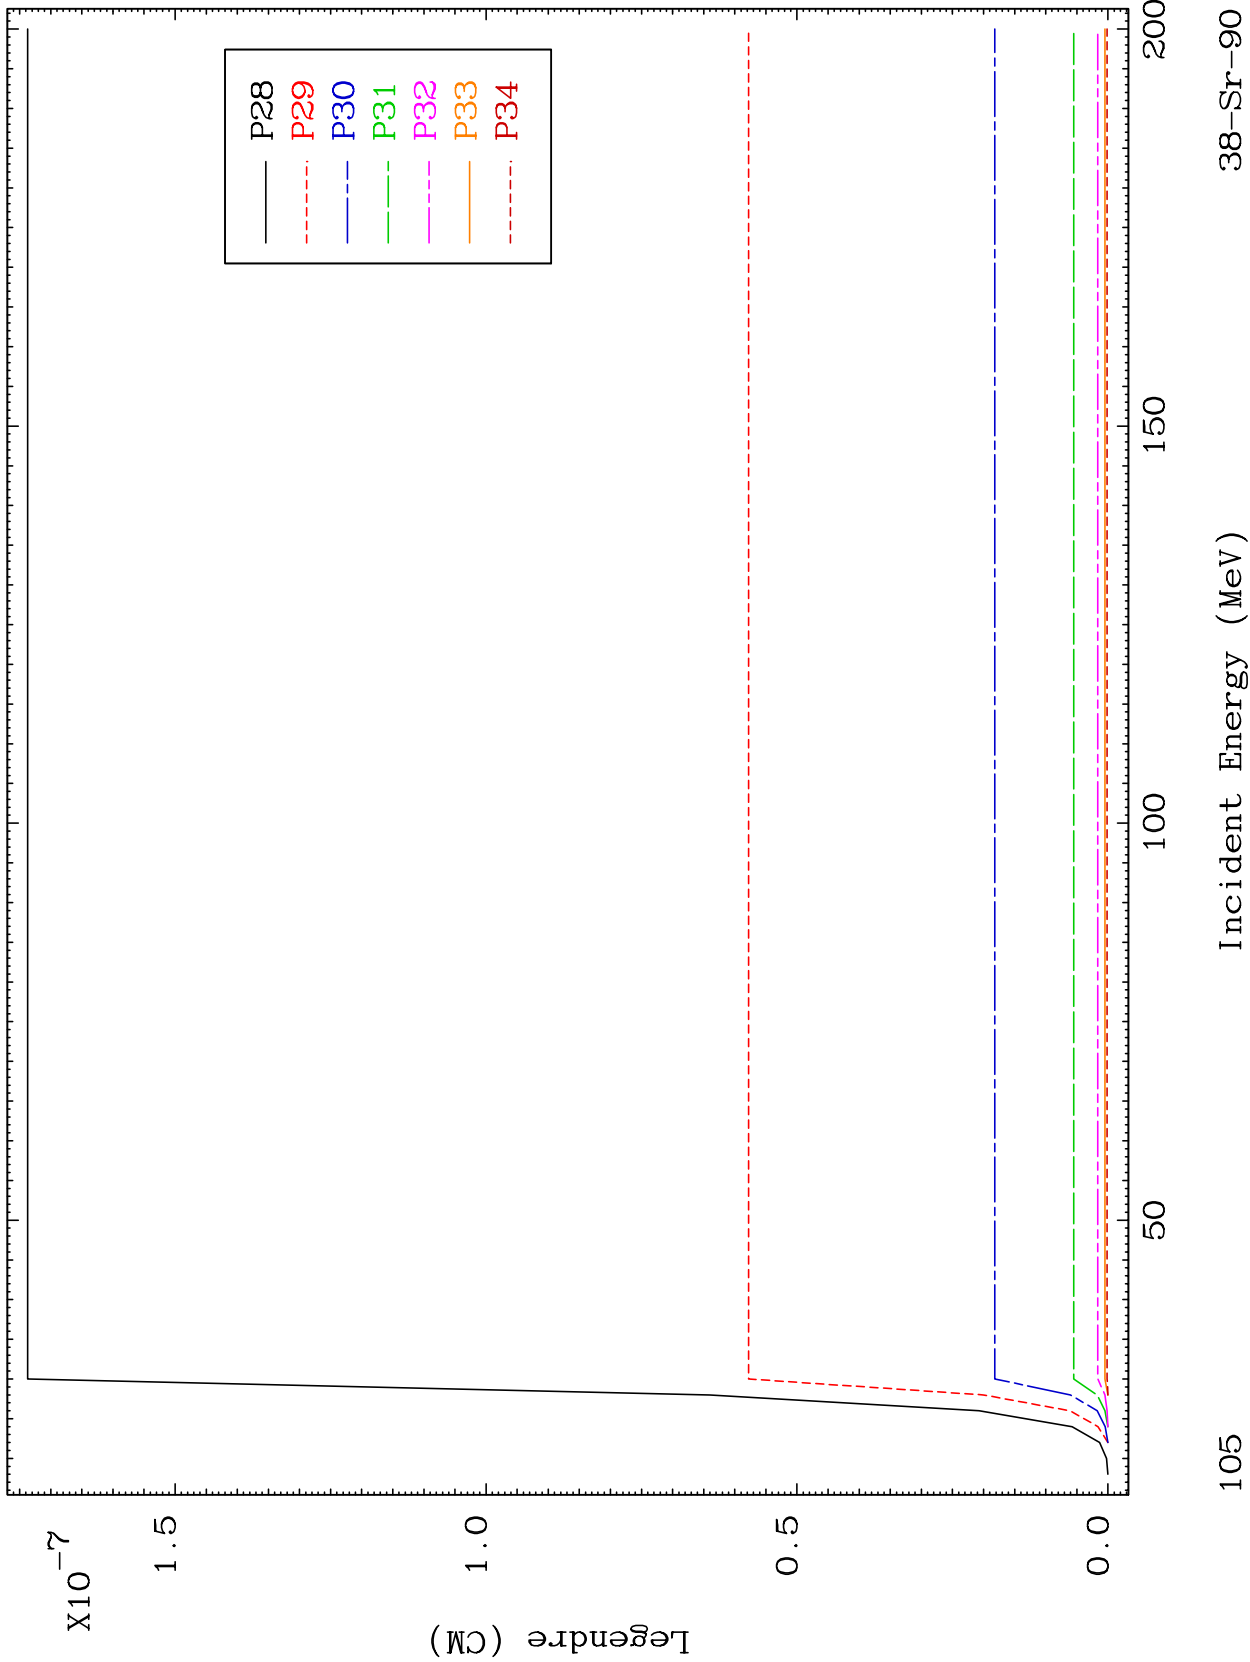 X10-7
1.5
1.0
0.5
0.0
Legendre (CM)
P28
P29
P30
P31
P32
P33
P34
50
100
150
200
Incident Energy (MeV)
105
38-Sr-90